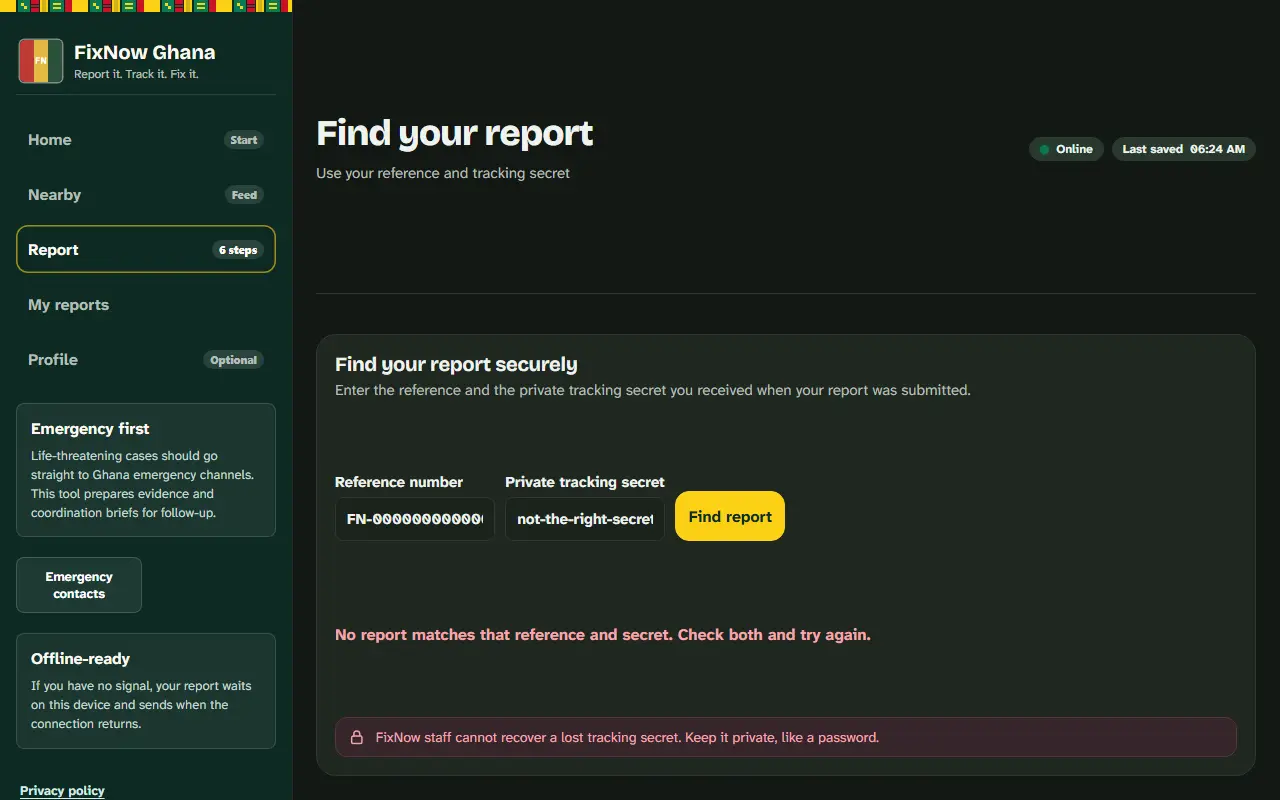 FN
FixNow Ghana
Report it. Track it. Fix it.
Home
Start
Nearby
Feed
Report
6 steps
My reports
Profile
Optional
Emergency first
Life-threatening cases should go
straight to Ghana emergency channels.
This tool prepares evidence and
coordination briefs for follow-up.
Emergency
contacts
Offline-ready
If you have no signal, your report waits
on this device and sends when the
connection returns.
Privacy policy
Find your report
Use your reference and tracking secret
Online
Last saved 06:24 AM
Find your report securely
Enter the reference and the private tracking secret you received when your report was submitted.
Reference number
Private tracking secret
FN-000000000000
not-the-right-secret
Find report
No report matches that reference and secret. Check both and try again.
FixNow staff cannot recover a lost tracking secret. Keep it private, like a password.